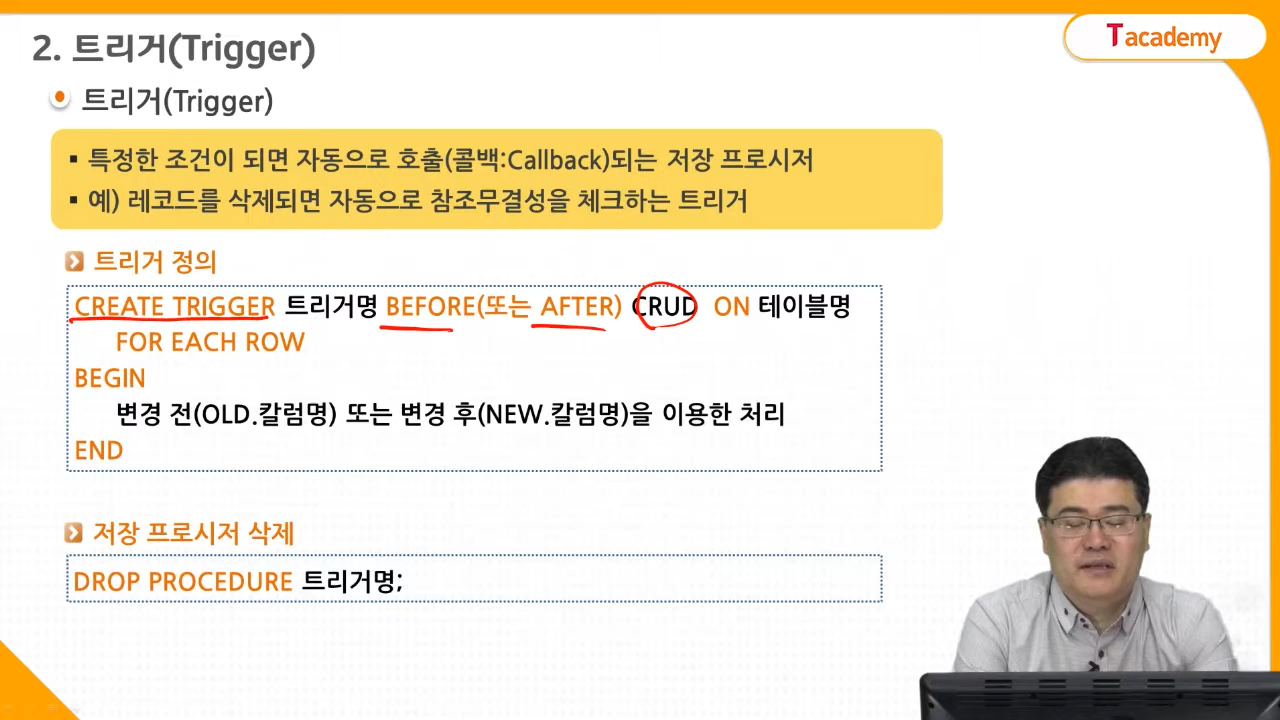 2. 트리거(Trigger)
Tacademy
트리거(Trigger)
▪ 특정한 조건이 되면 자동으로 호출(콜백:Callback)되는 저장 프로시저
▪ 예) 레코드를 삭제되면 자동으로 참조무결성을 체크하는 트리거
트리거 정의
CREATE TRIGGER 트리거명 BEFORE(또는 AFTER) CRUD ON 테이블명
FOR EACH ROW
BEGIN
변경 전(OLD.칼럼명) 또는 변경 후(NEW.칼럼명)을 이용한 처리
END
저장 프로시저 삭제
DROP PROCEDURE 트리거명;